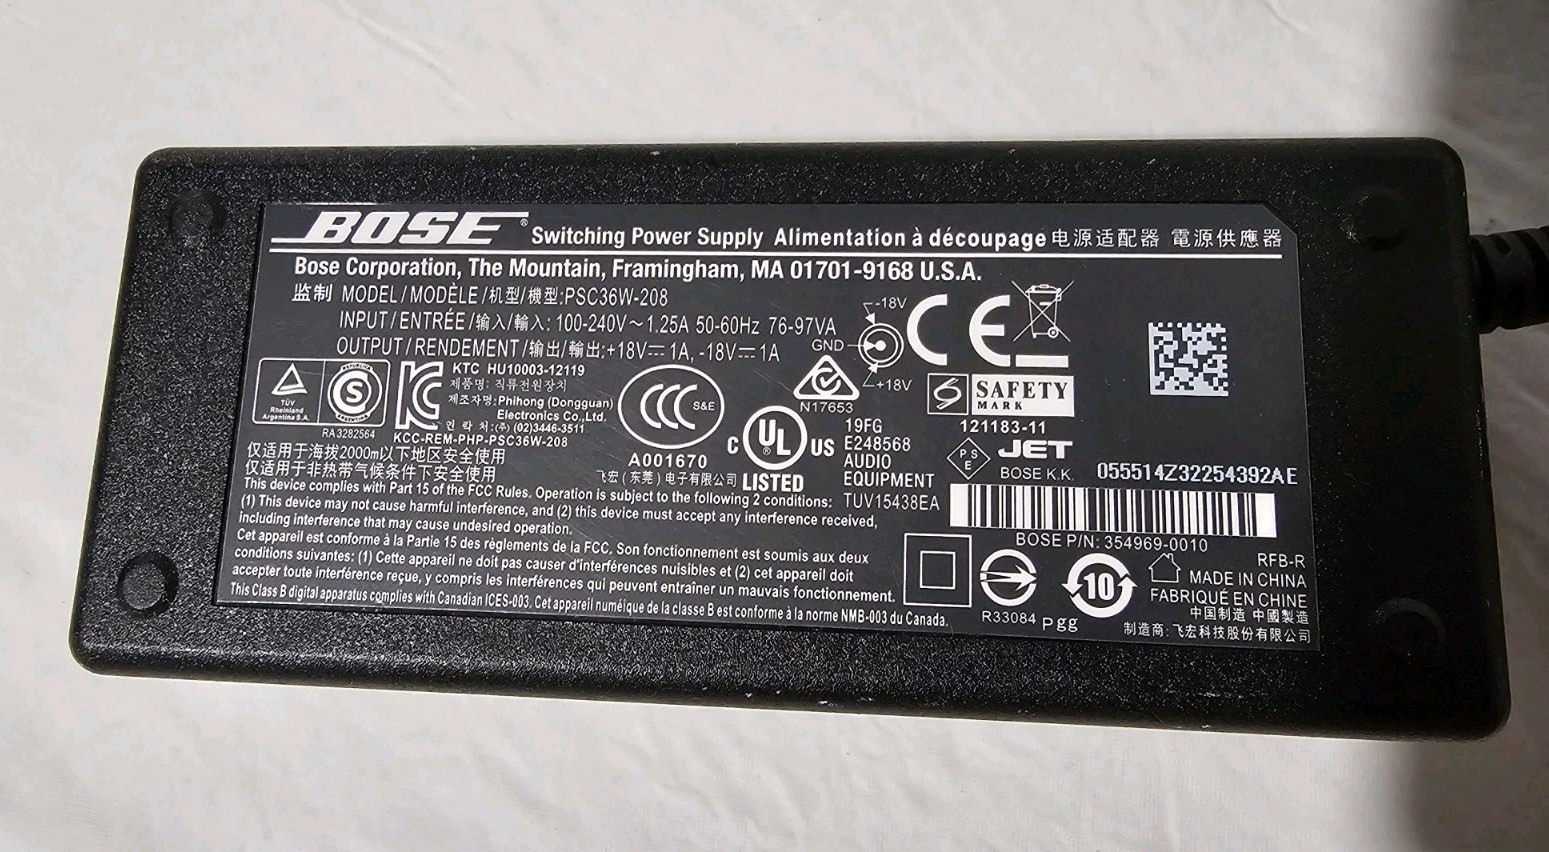 BOSE® Switching Power Supply Alimentation à découpage 电源适配器 電源供應器
Bose Corporation, The Mountain, Framingham, MA 01701-9168 U.S.A.
监制 MODEL/MODÈLE/机型/機型:PSC36W-208
INPUT/ENTRÉE/输入/輸入: 100-240V~1.25A 50-60Hz 76-97VA
OUTPUT/RENDEMENT/输出/輸出:+18V⎓1A, -18V⎓1A
-18V
GND
+18V
CE
TÜV
Rheinland
Argentina S.A.
S
RA3282564
KC
KTC HU10003-12119
제품명: 직류전원장치
제조자명: Phihong (Dongguan)
Electronics Co.,Ltd.
연 락 처:(주) (02)3446-3511
KCC-REM-PHP-PSC36W-208
CCC S&E
A001670
飞宏(东莞)电子有限公司
C UL® US
LISTED
N17653
19FG
E248568
AUDIO
EQUIPMENT
TUV15438EA
S SAFETY
MARK
121183-11
PS
E
JET
BOSE K.K.
055514Z32254392AE
仅适用于海拔2000m以下地区安全使用
仅适用于非热带气候条件下安全使用
This device complies with Part 15 of the FCC Rules. Operation is subject to the following 2 conditions:
(1) This device may not cause harmful interference, and (2) this device must accept any interference received,
including interference that may cause undesired operation.
Cet appareil est conforme à la Partie 15 des règlements de la FCC. Son fonctionnement est soumis aux deux
conditions suivantes: (1) Cette appareil ne doit pas causer d'interférences nuisibles et (2) cet appareil doit
accepter toute interférence reçue, y compris les interférences qui peuvent entraîner un mauvais fonctionnement.
This Class B digital apparatus complies with Canadian ICES-003. Cet appareil numéique de la classe B est conforme à la norme NMB-003 du Canada.
BOSE P/N: 354969-0010
R33084
10
Pgg
RFB-R
MADE IN CHINA
FABRIQUÉ EN CHINE
中国制造 中國製造
制造商: 飞宏科技股份有限公司